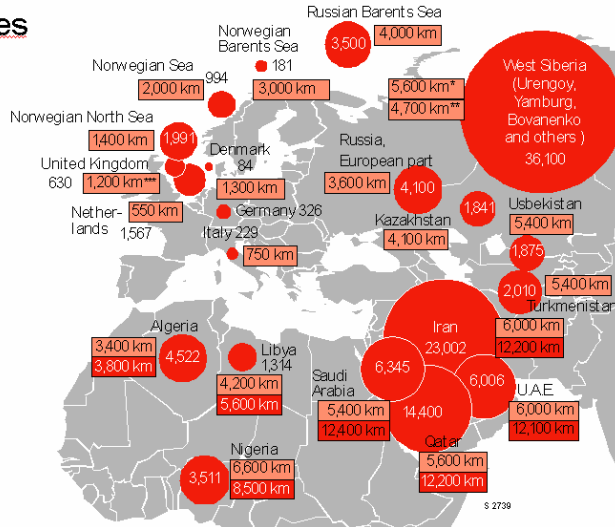 es
Russian Barents Sea
4,000 km
3,500
Norwegian
Barents Sea
181
3,000 km
Norwegian Sea
994
2,000 km
5,600 km*
4,700 km**
West Siberia
(Urengoy,
Yamburg,
Bovanenko
and others )
36,100
Norwegian North Sea
1,400 km
1,991
Denmark
84
1,300 km
Russia,
European part
3,600 km
4,100
United Kingdom
630
1,200 km***
Nether-
lands
550 km
1,567
Germany 326
Italy 229
750 km
Kazakhstan
4,100 km
1,841
Usbekistan
5,400 km
1,875
2,010
5,400 km
Turkmenistan
Iran
23,002
6,000 km
12,200 km
Algeria
3,400 km
3,800 km
4,522
Libya
1,314
4,200 km
5,600 km
6,345
Saudi
Arabia
5,400 km
12,400 km
6,006
U.A.E
6,000 km
12,100 km
14,400
Qatar
5,600 km
12,200 km
Nigeria
3,511
6,600 km
8,500 km
S 2739